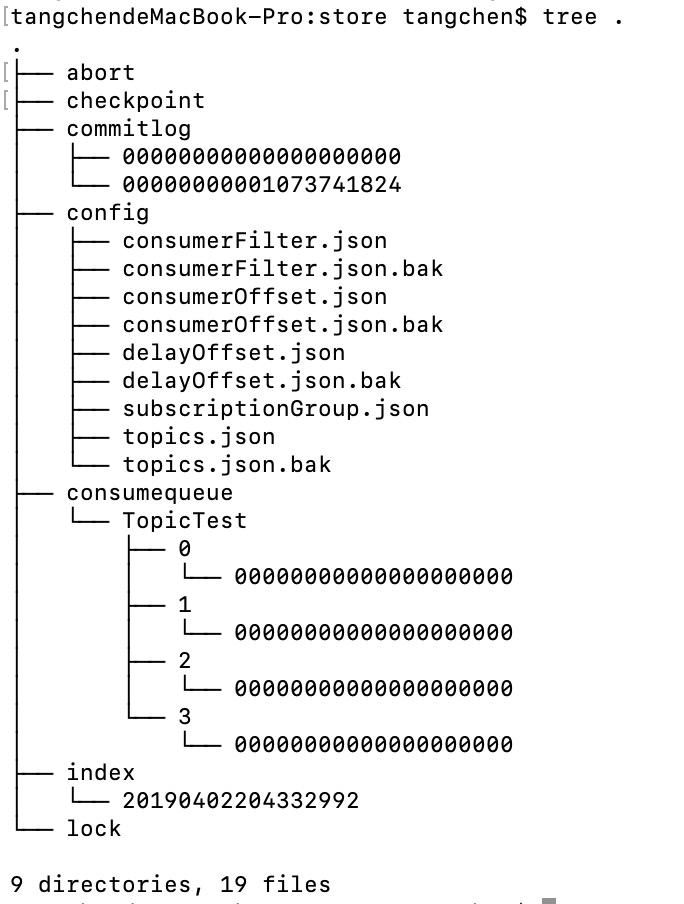 [tangchendeMacBook-Pro:store tangchen$ tree .
.
[├── abort
[├── checkpoint
├── commitlog
│   ├── 00000000000000000000
│   └── 00000000001073741824
├── config
│   ├── consumerFilter.json
│   ├── consumerFilter.json.bak
│   ├── consumerOffset.json
│   ├── consumerOffset.json.bak
│   ├── delayOffset.json
│   ├── delayOffset.json.bak
│   ├── subscriptionGroup.json
│   ├── topics.json
│   └── topics.json.bak
├── consumequeue
│   └── TopicTest
│       ├── 0
│       │   └── 00000000000000000000
│       ├── 1
│       │   └── 00000000000000000000
│       ├── 2
│       │   └── 00000000000000000000
│       └── 3
│           └── 00000000000000000000
├── index
│   └── 20190402204332992
└── lock

9 directories, 19 files